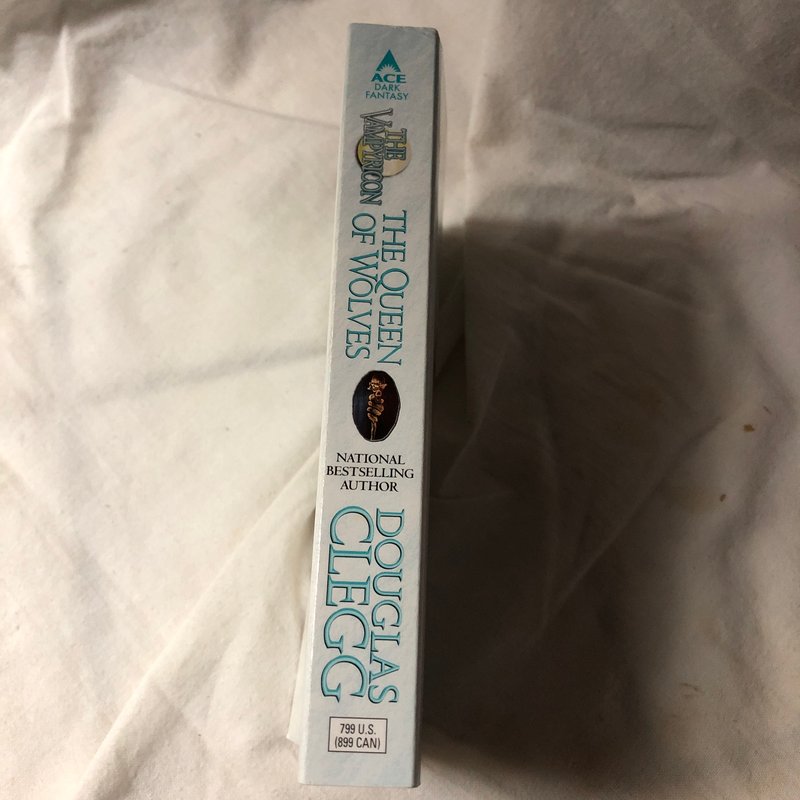 ACE
DARK
FANTASY
THE
VAMPYRICON
THE QUEEN
OF WOLVES
NATIONAL
BESTSELLING
AUTHOR
DOUGLAS
CLEGG
799 U.S.
(899 CAN)